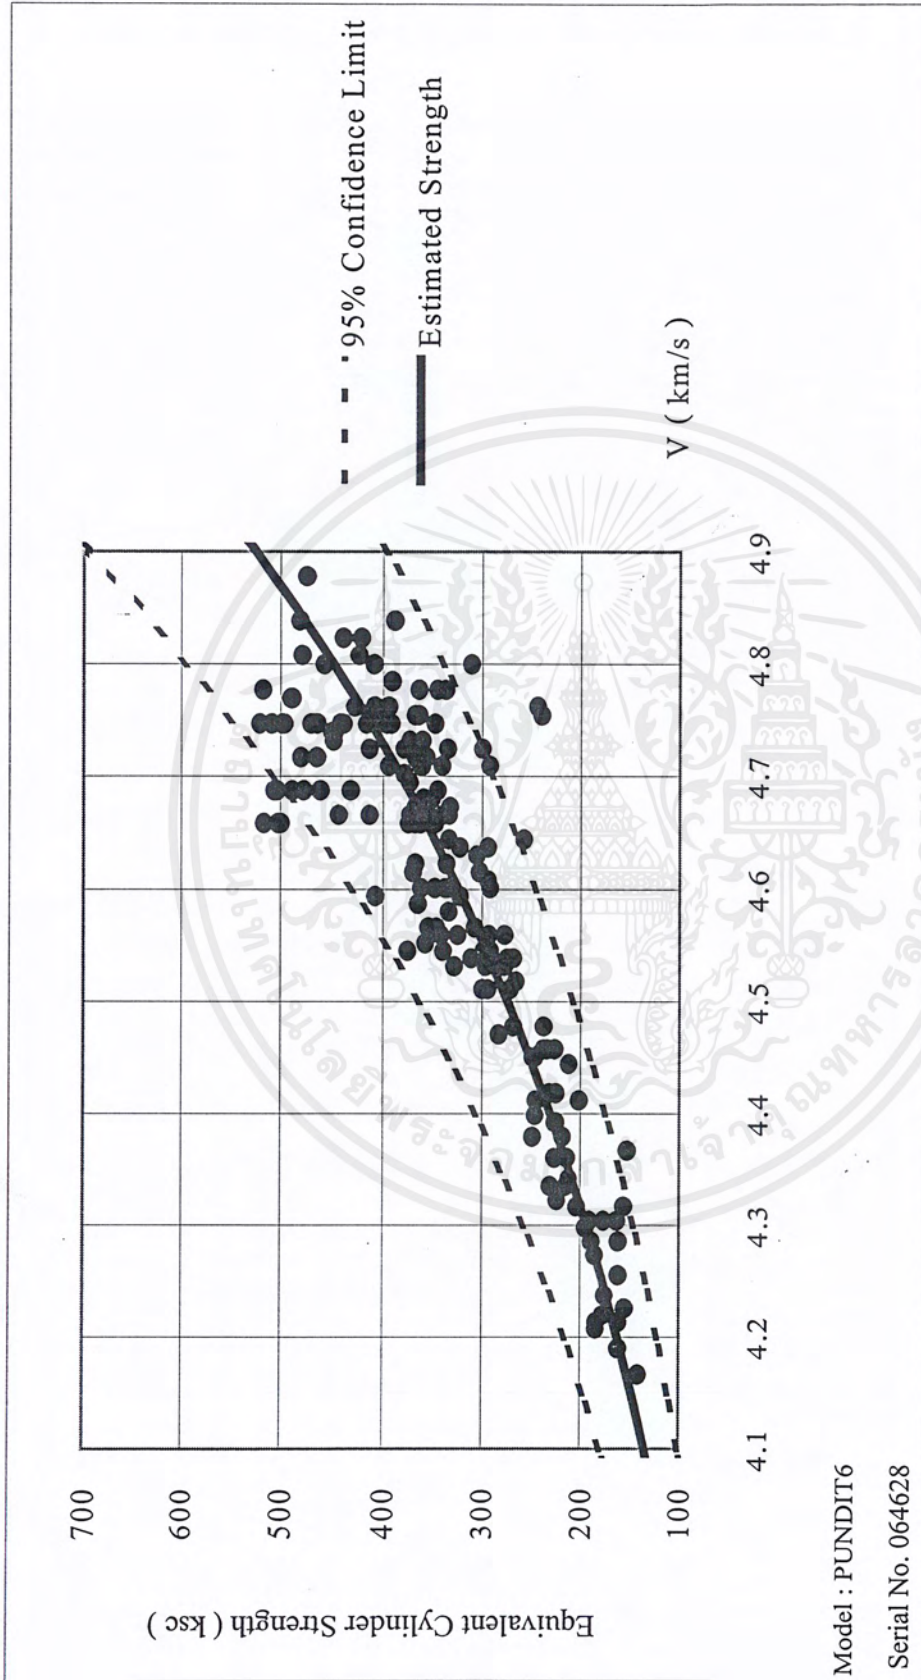 Equivalent Cylinder Strength ( ksc )
700
600
500
400
300
200
100
4.1
4.2
4.3
4.4
4.5
4.6
4.7
4.8
4.9
V ( km/s )
95% Confidence Limit
Estimated Strength
Model : PUNDIT6
Serial No. 064628